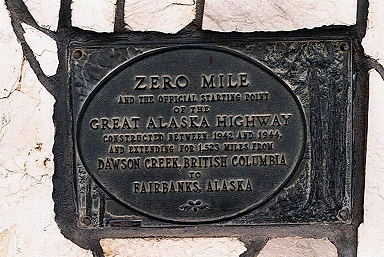 ZERO MILE
AND THE OFFICIAL STARTING POINT
OF THE
GREAT ALASKA HIGHWAY
CONSTRUCTED BETWEEN 1942 AND 1944,
AND EXTENDING FOR 1,523 MILES FROM
DAWSON CREEK, BRITISH COLUMBIA
TO
FAIRBANKS, ALASKA